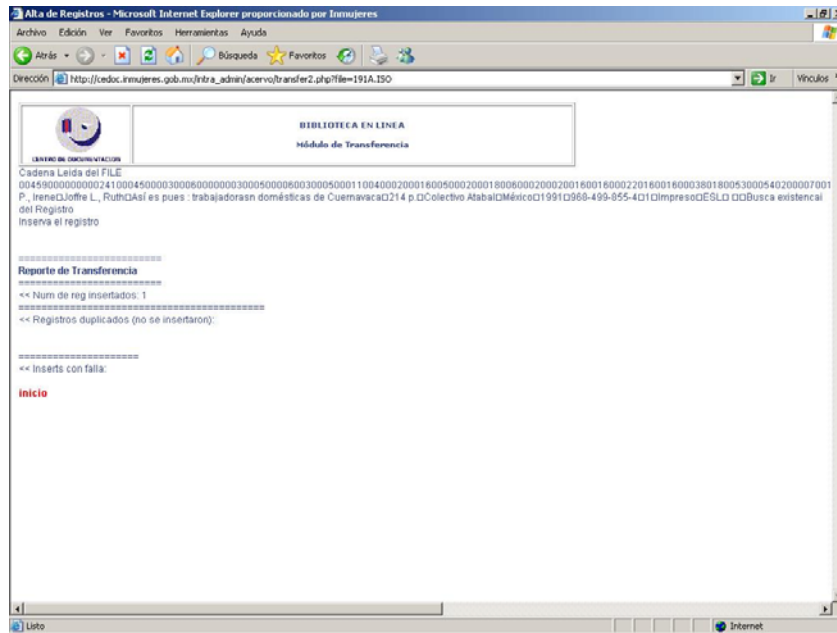 Alta de Registros - Microsoft Internet Explorer proporcionado por Inmujeres
Archivo Edición Ver Favoritos Herramientas Ayuda
Atrás Búsqueda Favoritos
Dirección http://cedoc.inmujeres.gob.mx/intra_admin/acervo/transfer2.php?file=191A.ISO Ir Vínculos
BIBLIOTECA EN LINEA
Módulo de Transferencia
CENTRO DE DOCUMENTACION
Cadena Leida del FILE
P., Irene□Joffre L., Ruth□Así es pues : trabajadorasn domésticas de Cuernavaca□214 p.□Colectivo Atabal□México□1991□968-499-855-4□1□Impreso□ESL□ □□Busca existencai
del Registro
Inserva el registro
=========================
Reporte de Transferencia
=========================
<< Num de reg insertados: 1
===========================================
<< Registros duplicados (no se insertaron):
=====================
<< Inserts con falla:
inicio
Listo Internet